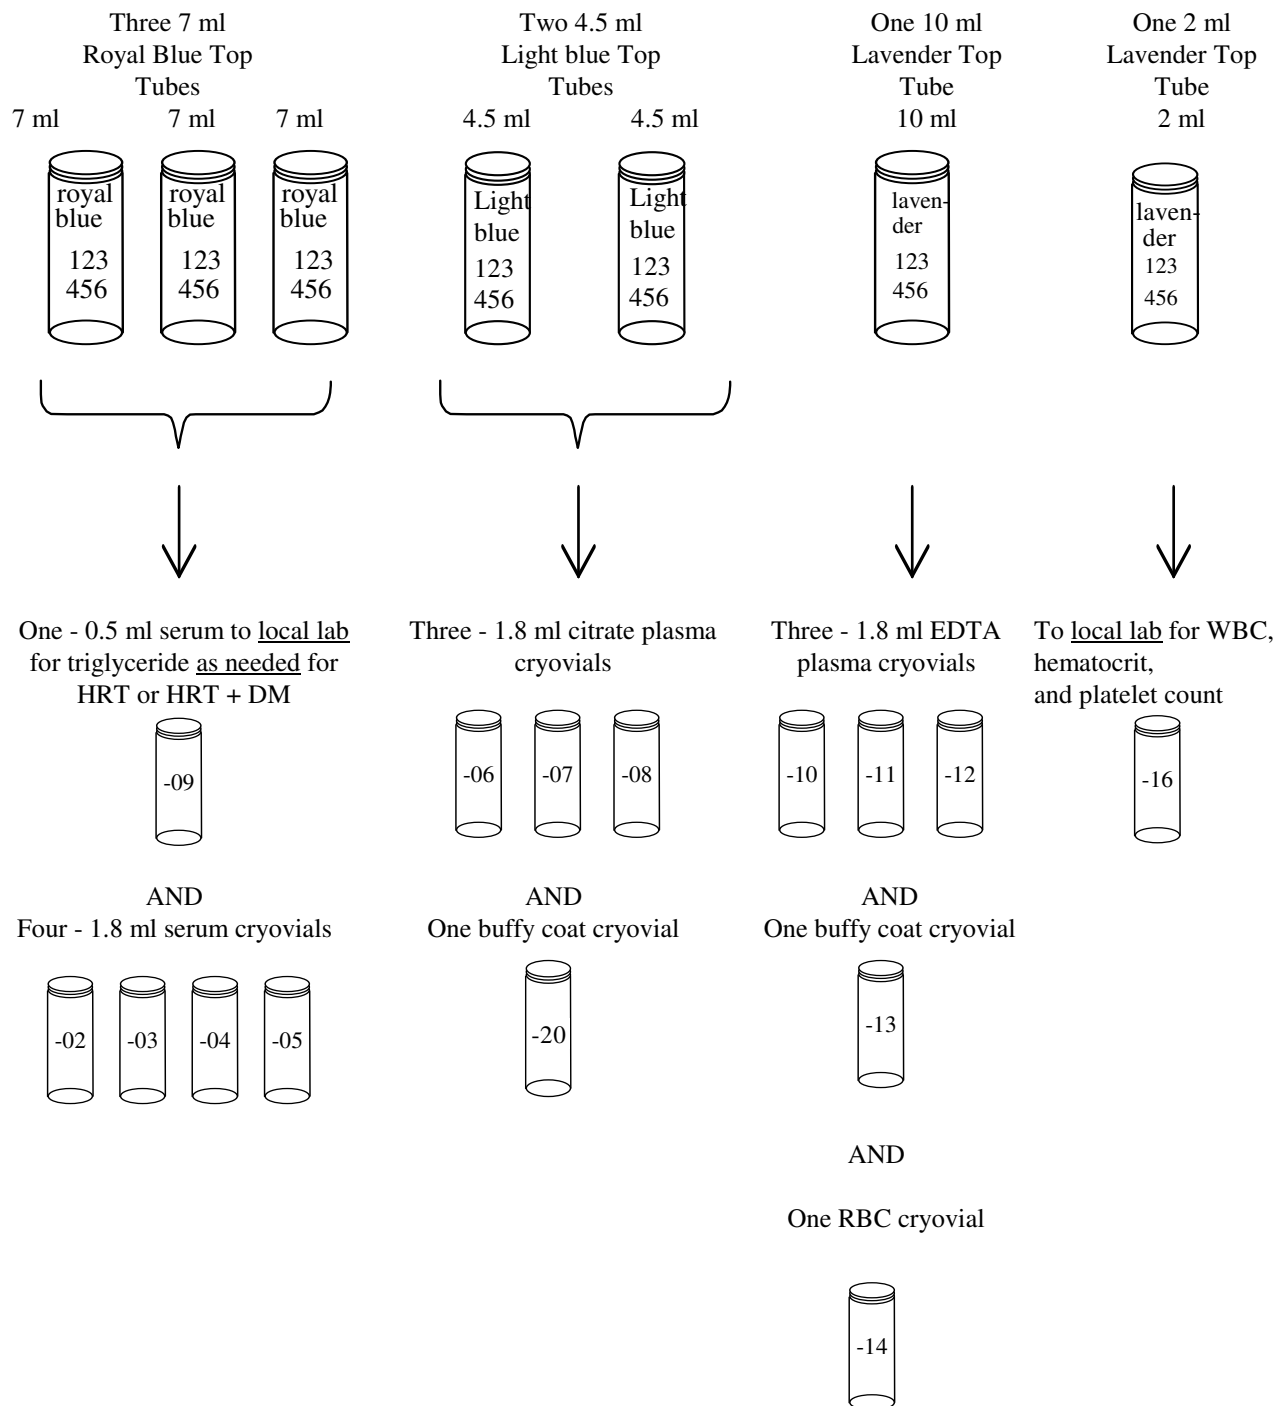 Three 7 ml
Royal Blue Top
Tubes
7 ml 7 ml 7 ml
royal
blue
123
456
royal
blue
123
456
royal
blue
123
456
One - 0.5 ml serum to local lab
for triglyceride as needed for
HRT or HRT + DM
-09
AND
Four - 1.8 ml serum cryovials
-02 -03 -04 -05
Two 4.5 ml
Light blue Top
Tubes
4.5 ml 4.5 ml
Light
blue
123
456
Light
blue
123
456
Three - 1.8 ml citrate plasma
cryovials
-06 -07 -08
AND
One buffy coat cryovial
-20
One 10 ml
Lavender Top
Tube
10 ml
laven-
der
123
456
Three - 1.8 ml EDTA
plasma cryovials
-10 -11 -12
AND
One buffy coat cryovial
-13
AND
One RBC cryovial
-14
One 2 ml
Lavender Top
Tube
2 ml
laven-
der
123
456
To local lab for WBC,
hematocrit,
and platelet count
-16